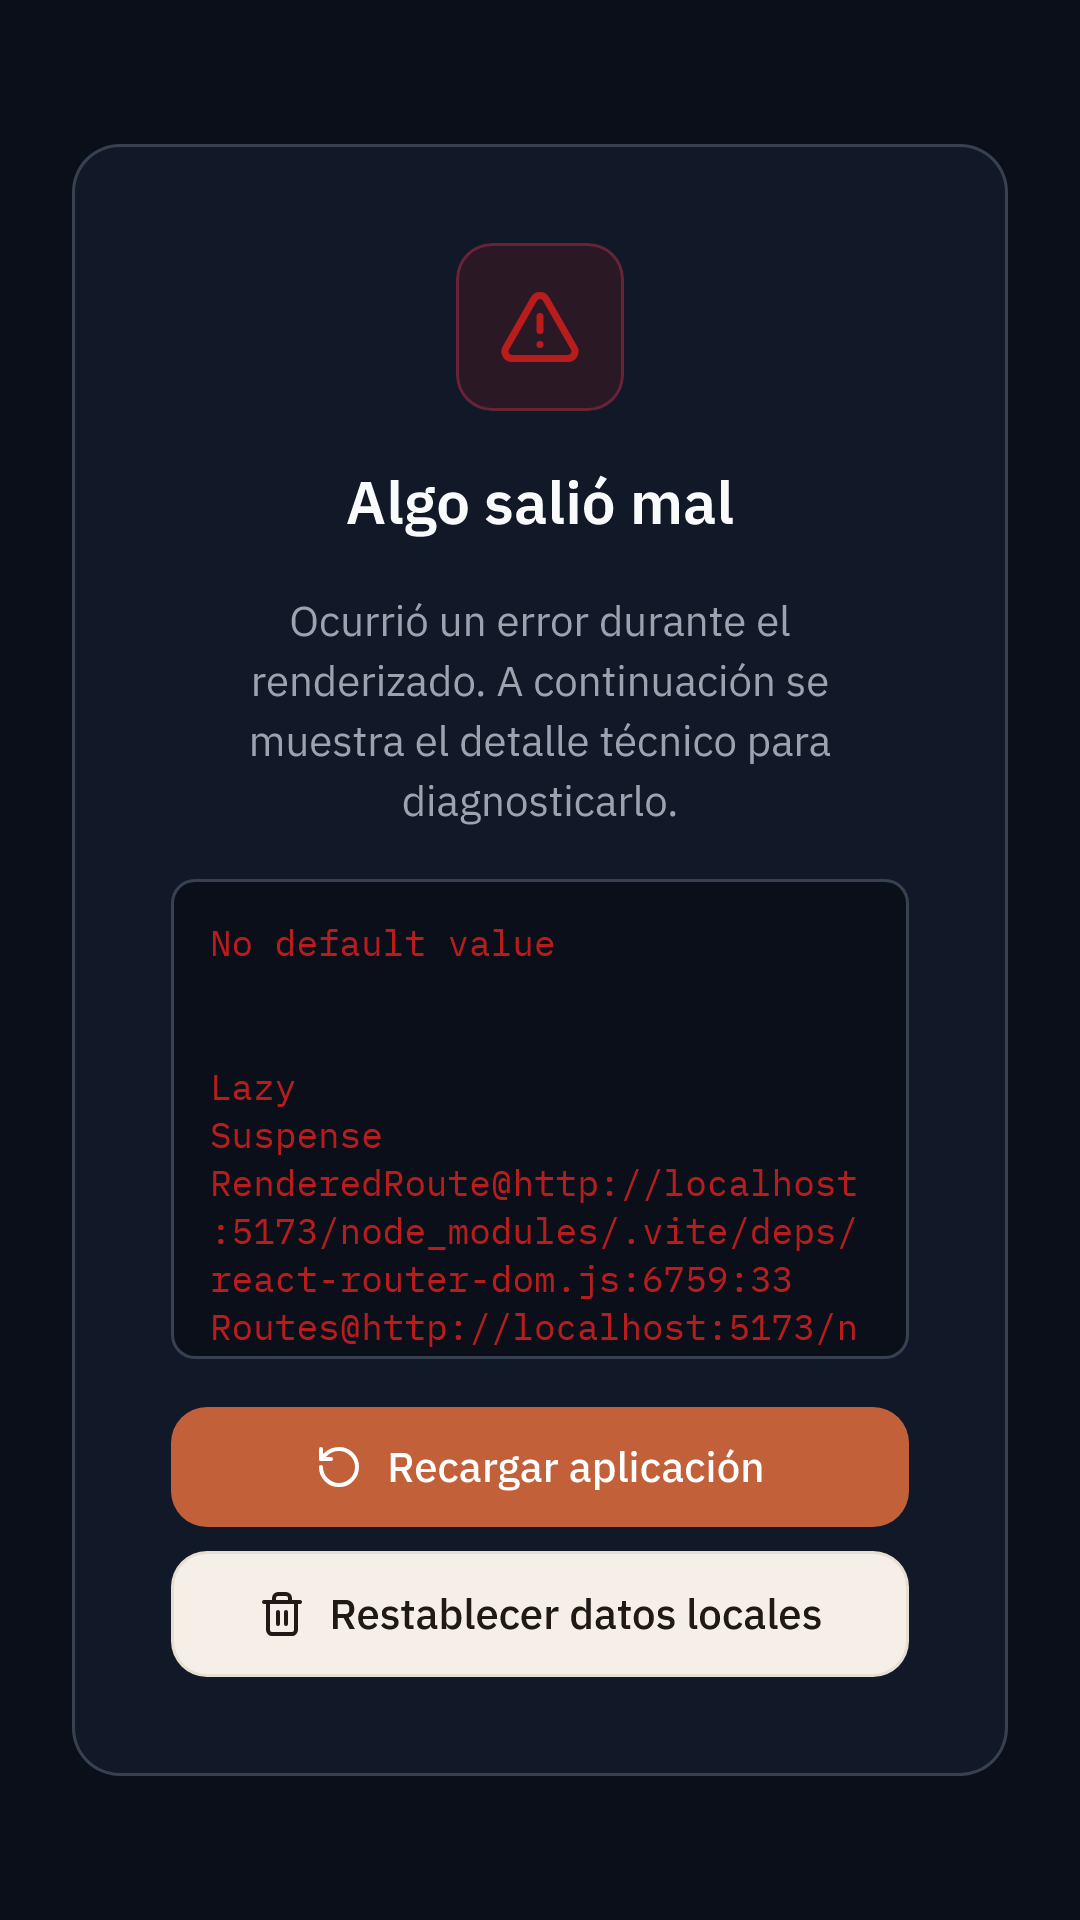 Algo salió mal
Ocurrió un error durante el
renderizado. A continuación se
muestra el detalle técnico para
diagnosticarlo.
No default value
Lazy
Suspense
RenderedRoute@http://localhost
:5173/node_modules/.vite/deps/
react-router-dom.js:6759:33
Routes@http://localhost:5173/n
Recargar aplicación
Restablecer datos locales